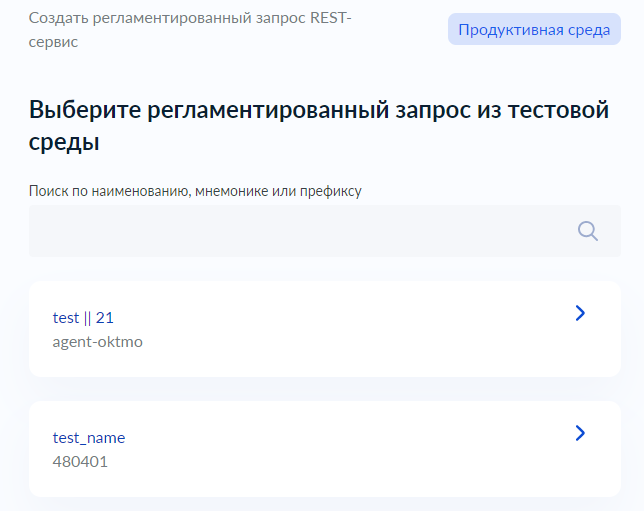 Создать регламентированный запрос REST-
сервис
Продуктивная среда
Выберите регламентированный запрос из тестовой
среды
Поиск по наименованию, мнемонике или префиксу
test || 21
agent-oktmo
test_name
480401